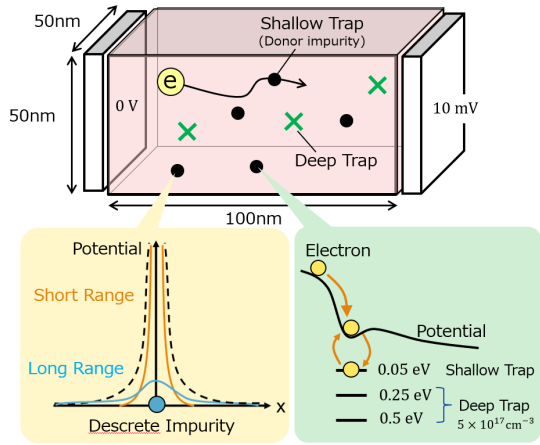 50nm
Shallow Trap
(Donor impurity)
e
0 V
10 mV
50nm
Deep Trap
100nm
Potential
Short Range
Long Range
x
Descrete Impurity
Electron
Potential
0.05 eV Shallow Trap
0.25 eV
Deep Trap
0.5 eV
5 × 10¹⁷cm⁻³